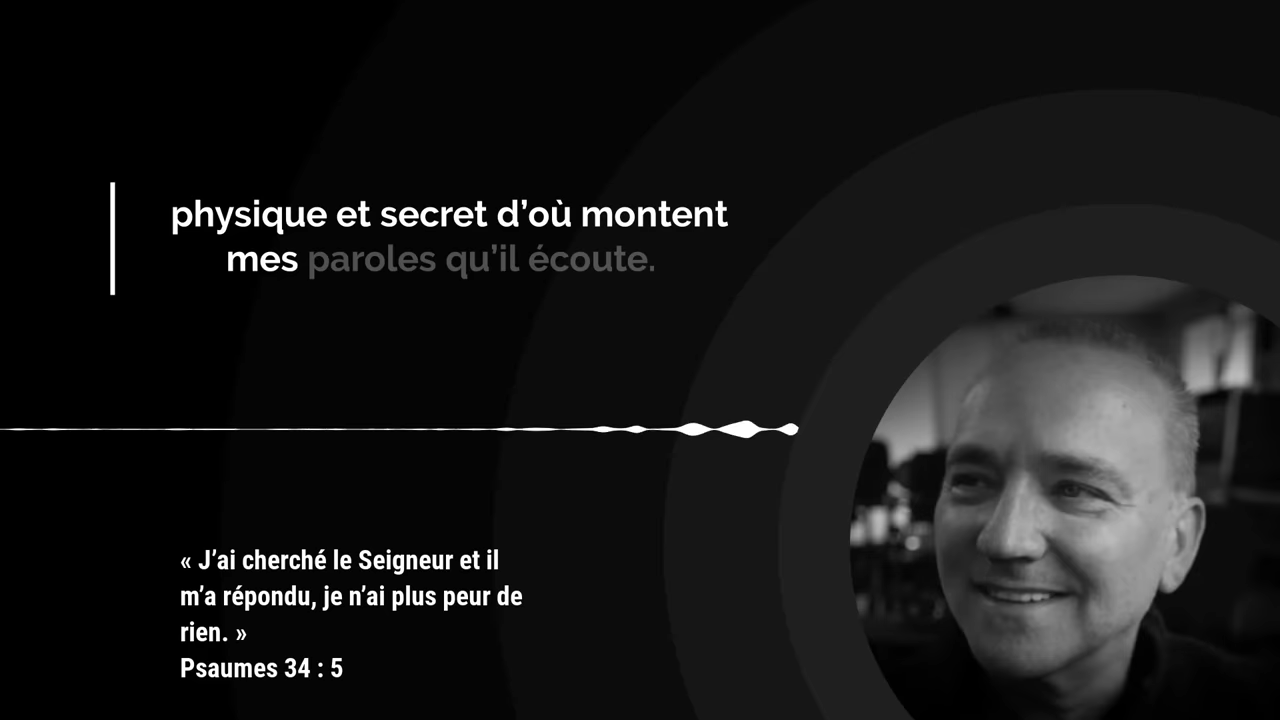 physique et secret d’où montent
mes paroles qu’il écoute.
« J’ai cherché le Seigneur et il
m’a répondu, je n’ai plus peur de
rien. »
Psaumes 34 : 5